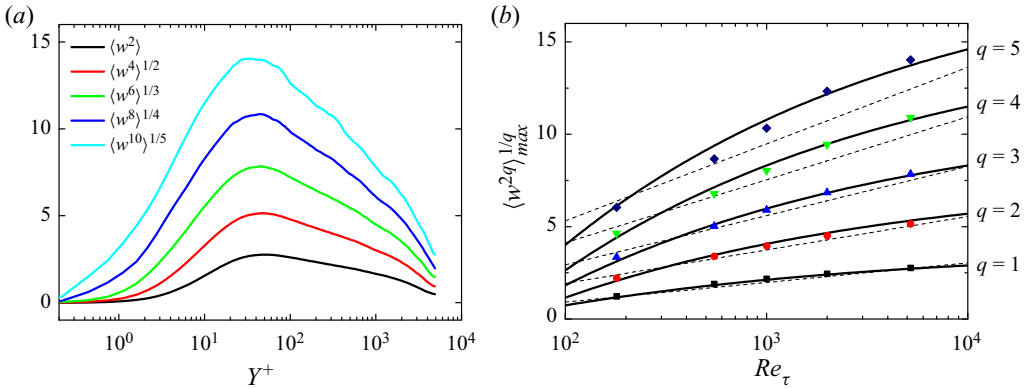 (a)
15
10
5
0
⟨w²⟩
⟨w⁴⟩^{1/2}
⟨w⁶⟩^{1/3}
⟨w⁸⟩^{1/4}
⟨w¹⁰⟩^{1/5}
10⁰ 10¹ 10² 10³ 10⁴
Y⁺
(b)
15
10
5
0
⟨w^{2q}⟩^{1/q}_{max}
q = 5
q = 4
q = 3
q = 2
q = 1
10² 10³ 10⁴
Re_τ